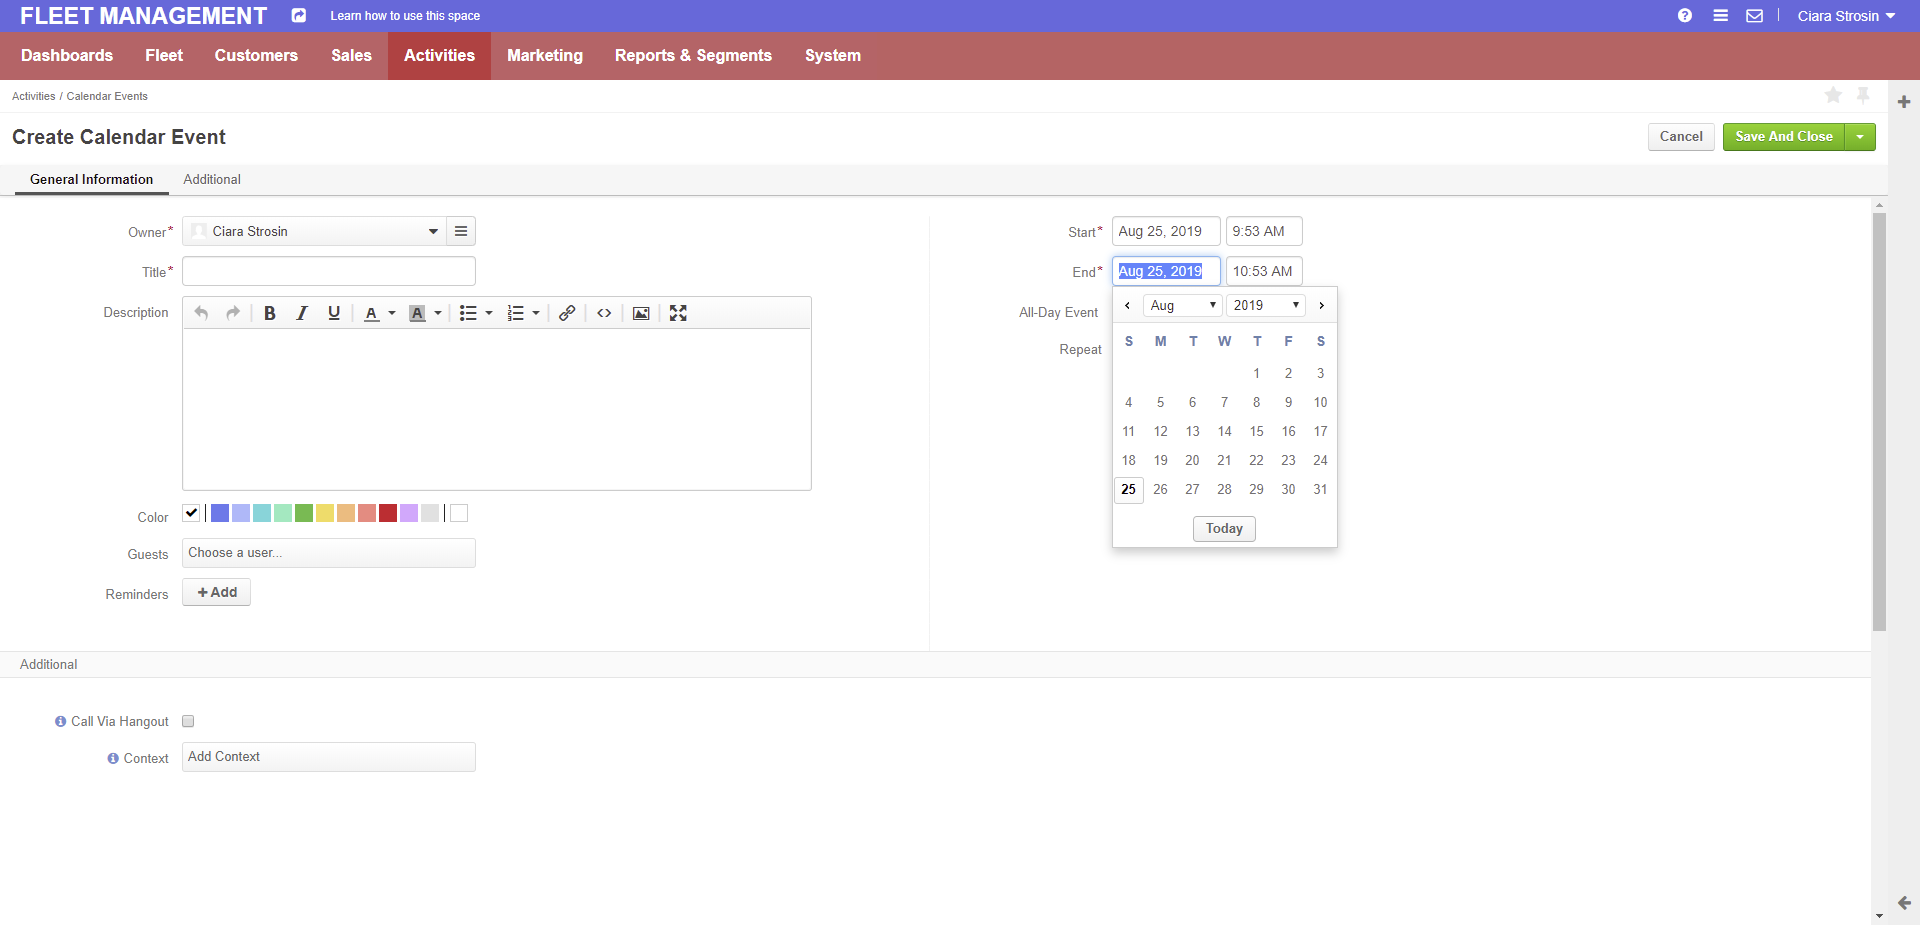 FLEET MANAGEMENT Learn how to use this space Ciara Strosin
Dashboards Fleet Customers Sales Activities Marketing Reports & Segments System
Activities / Calendar Events
Create Calendar Event Cancel Save And Close
General Information Additional
Owner* Ciara Strosin
Title*
Description
B I U A A
Color
Guests Choose a user...
Reminders + Add
Start* Aug 25, 2019 9:53 AM
End* Aug 25, 2019 10:53 AM
All-Day Event
Repeat
Aug 2019
S M T W T F S
1 2 3
4 5 6 7 8 9 10
11 12 13 14 15 16 17
18 19 20 21 22 23 24
25 26 27 28 29 30 31
Today
Additional
Call Via Hangout
Context Add Context